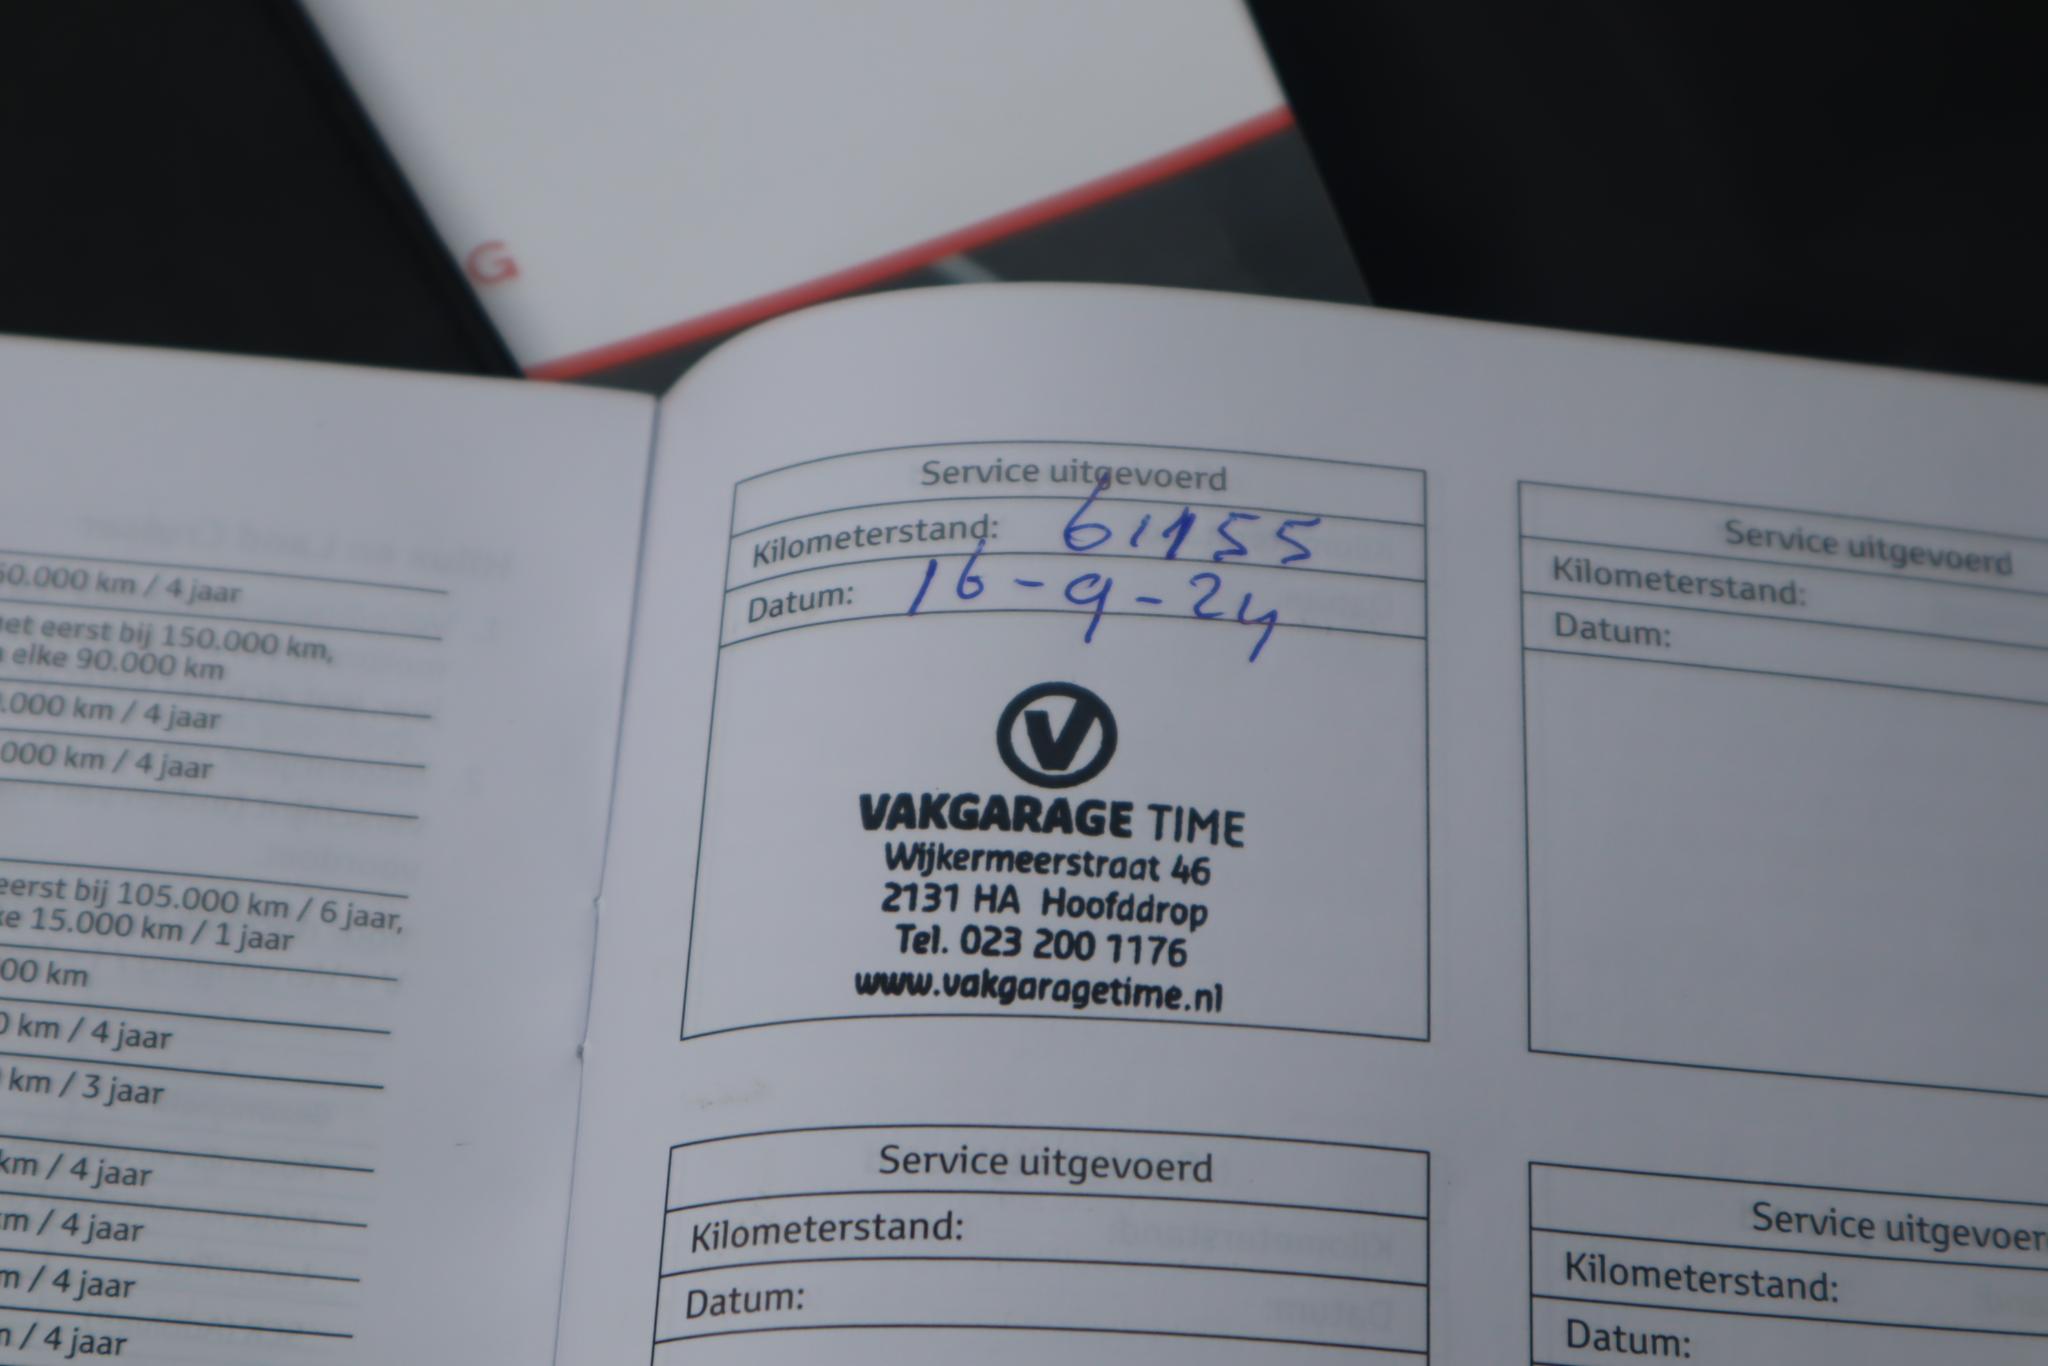 G
50.000 km / 4 jaar
eerst bij 150.000 km,
elke 90.000 km
.000 km / 4 jaar
000 km / 4 jaar
eerst bij 105.000 km / 6 jaar,
15.000 km / 1 jaar
00 km
0 km / 4 jaar
km / 3 jaar
km / 4 jaar
m / 4 jaar
m / 4 jaar
/ 4 jaar
Service uitgevoerd
Kilometerstand: 61155
Datum: 16-9-24
V
VAKGARAGE TIME
Wijkermeerstraat 46
2131 HA Hoofddrop
Tel. 023 200 1176
www.vakgaragetime.nl
Service uitgevoerd
Kilometerstand:
Datum:
Service uitgevoerd
Kilometerstand:
Datum:
Service uitgevoer
Kilometerstand:
Datum: